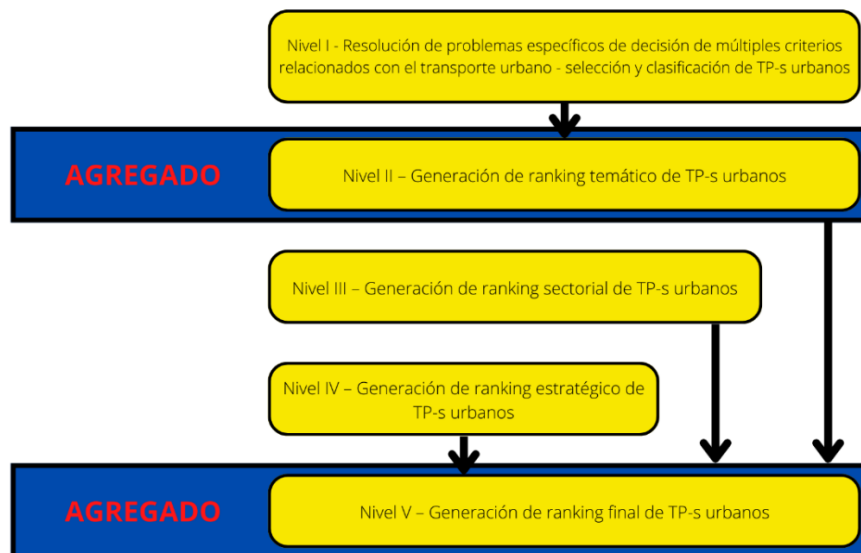 Nivel I - Resolución de problemas específicos de decisión de múltiples criterios
relacionados con el transporte urbano - selección y clasificación de TP-s urbanos
AGREGADO
Nivel II – Generación de ranking temático de TP-s urbanos
Nivel III – Generación de ranking sectorial de TP-s urbanos
Nivel IV – Generación de ranking estratégico de
TP-s urbanos
AGREGADO
Nivel V – Generación de ranking final de TP-s urbanos